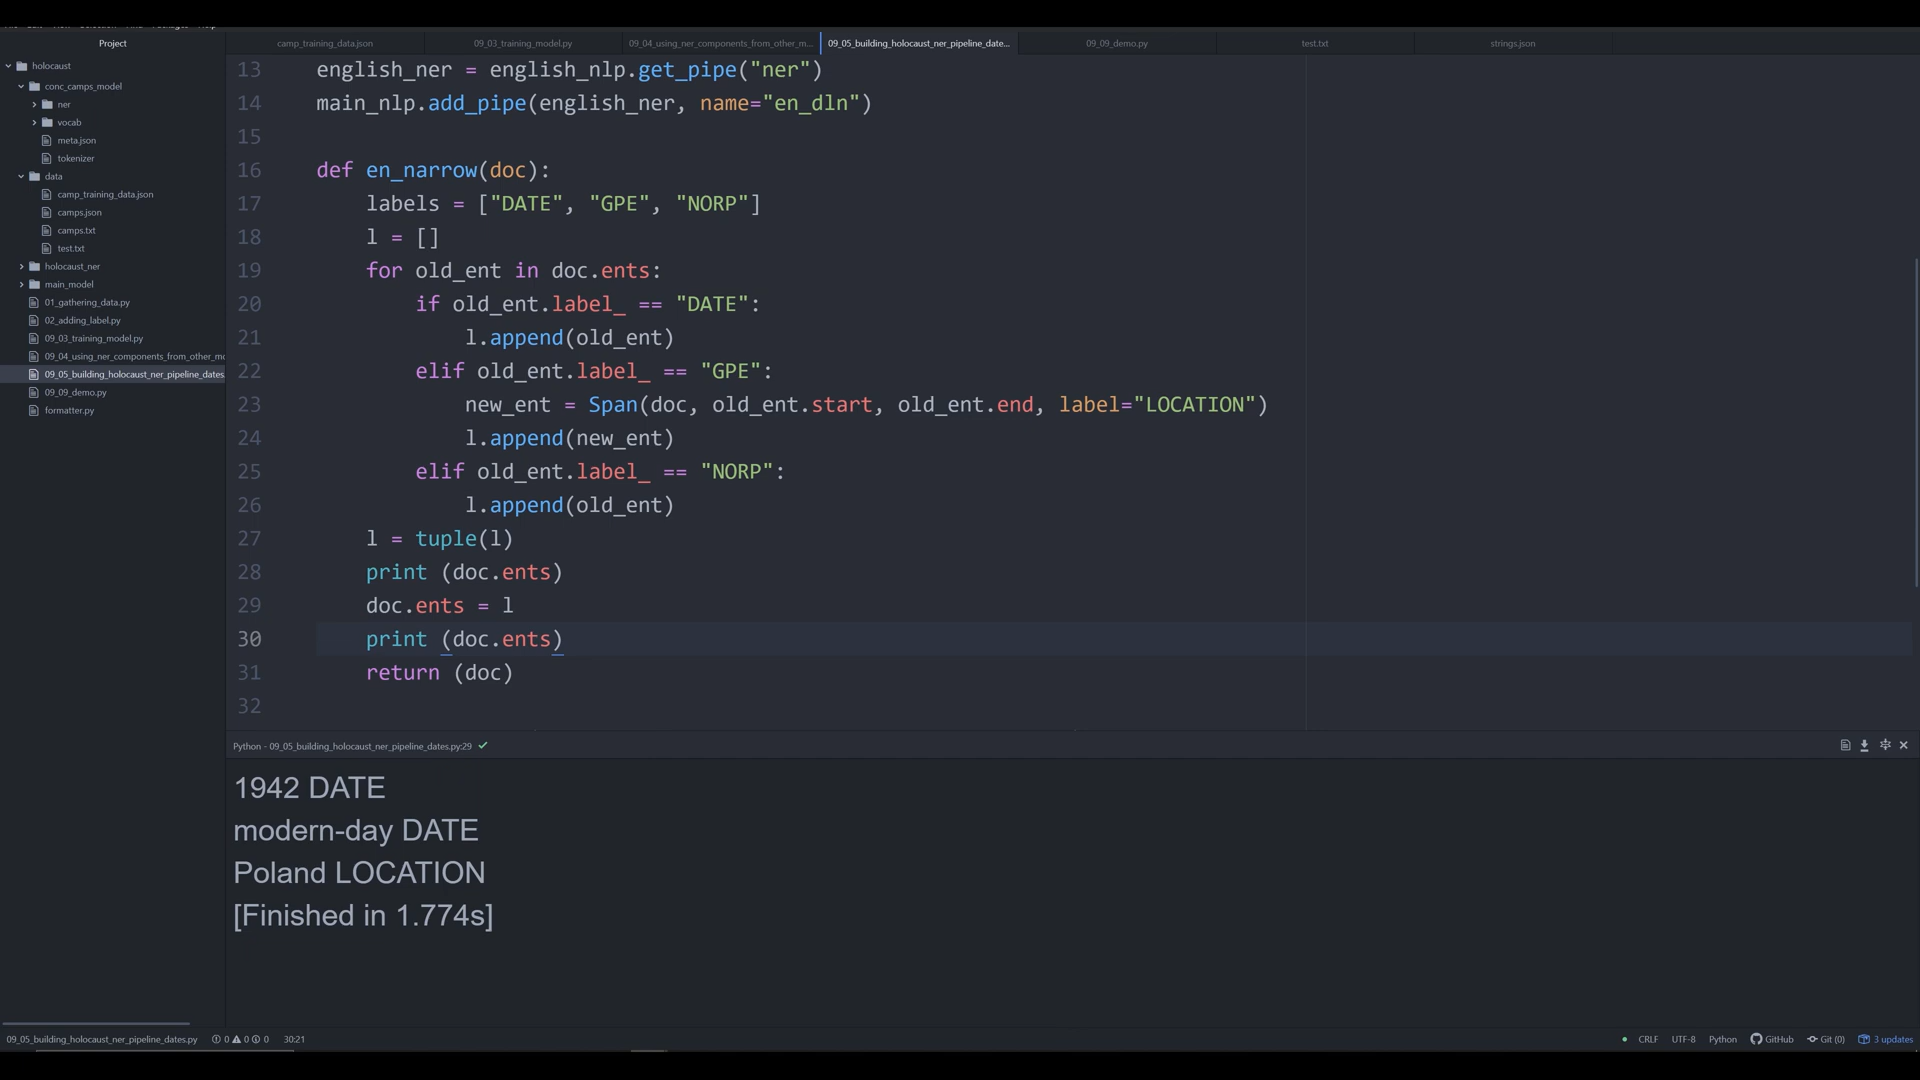 Project
camp_training_data.json
09_03_training_model.py
09_04_using_ner_components_from_other_m...
09_05_building_holocaust_ner_pipeline_date...
09_09_demo.py
test.txt
strings.json
holocaust
conc_camps_model
ner
vocab
meta.json
tokenizer
data
camp_training_data.json
camps.json
camps.txt
test.txt
holocaust_ner
main_model
01_gathering_data.py
02_adding_label.py
09_03_training_model.py
09_04_using_ner_components_from_other_mo
09_05_building_holocaust_ner_pipeline_dates.
09_09_demo.py
formatter.py
13 english_ner = english_nlp.get_pipe("ner")
14 main_nlp.add_pipe(english_ner, name="en_dln")
15
16 def en_narrow(doc):
17 labels = ["DATE", "GPE", "NORP"]
18 l = []
19 for old_ent in doc.ents:
20 if old_ent.label_ == "DATE":
21 l.append(old_ent)
22 elif old_ent.label_ == "GPE":
23 new_ent = Span(doc, old_ent.start, old_ent.end, label="LOCATION")
24 l.append(new_ent)
25 elif old_ent.label_ == "NORP":
26 l.append(old_ent)
27 l = tuple(l)
28 print (doc.ents)
29 doc.ents = l
30 print (doc.ents)
31 return (doc)
32
Python - 09_05_building_holocaust_ner_pipeline_dates.py:29
1942 DATE
modern-day DATE
Poland LOCATION
[Finished in 1.774s]
09_05_building_holocaust_ner_pipeline_dates.py 0 0 0 30:21 CRLF UTF-8 Python GitHub Git (0) 3 updates